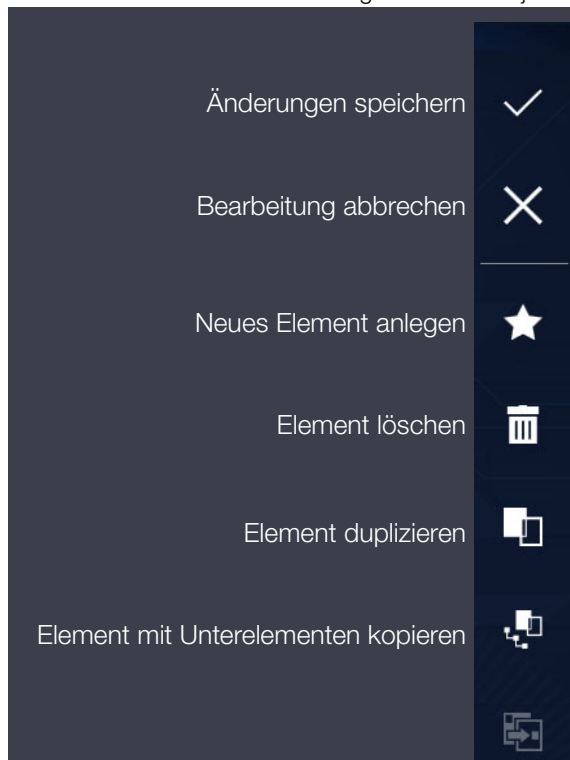 Änderungen speichern
Bearbeitung abbrechen
Neues Element anlegen
Element löschen
Element duplizieren
Element mit Unterelementen kopieren